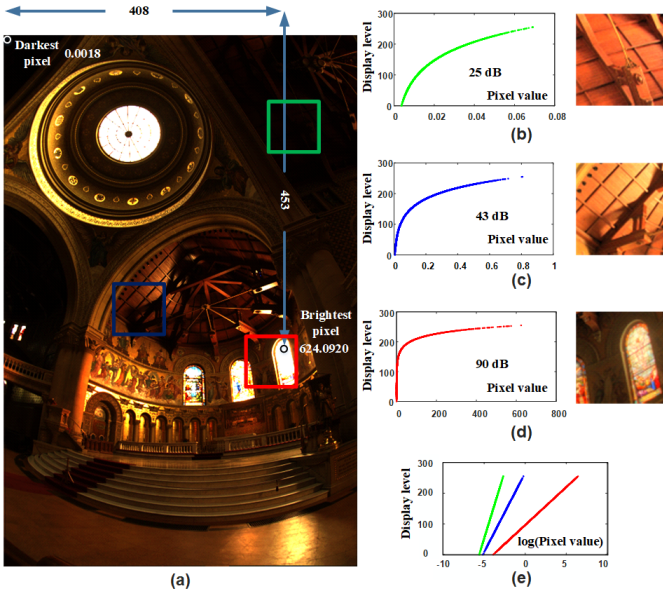 408
Darkest
pixel
0.0018
453
Brightest
pixel
624.0920
(a)
Display level
300
200
100
0
0
0.02
0.04
0.06
0.08
25 dB
Pixel value
(b)
Display level
300
200
100
0
0
0.2
0.4
0.6
0.8
1
43 dB
Pixel value
(c)
Display level
300
200
100
0
0
200
400
600
800
90 dB
Pixel value
(d)
Display level
300
200
100
0
-10
-5
0
5
10
log(Pixel value)
(e)